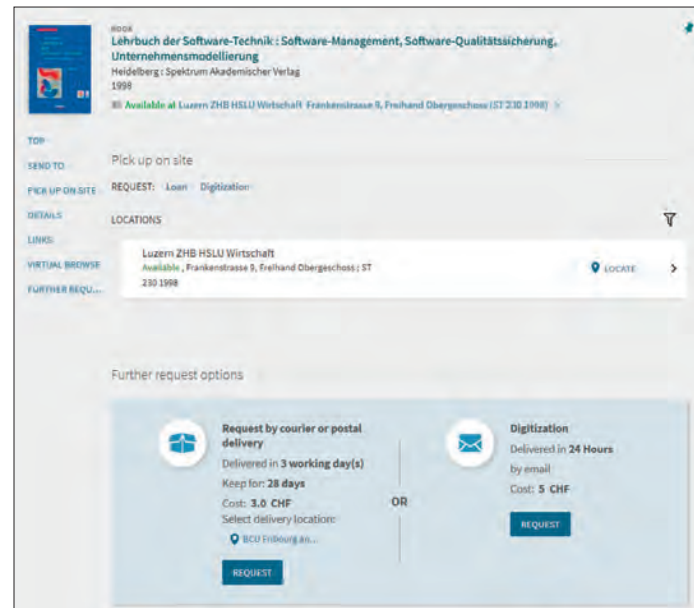 BOOK
Lehrbuch der Software-Technik : Software-Management, Software-Qualitätssicherung,
Unternehmensmodellierung
Heidelberg : Spektrum Akademischer Verlag
1998
Available at Luzern ZHB HSLU Wirtschaft Frankenstrasse 9, Freihand Obergeschoss (ST 230 1998) >
TOP
SEND TO
PICK UP ON SITE
DETAILS
LINKS
VIRTUAL BROWSE
FURTHER REQU...
Pick up on site
REQUEST: Loan Digitization
LOCATIONS
Luzern ZHB HSLU Wirtschaft
Available , Frankenstrasse 9, Freihand Obergeschoss ; ST
230 1998
LOCATE >
Further request options
Request by courier or postal
delivery
Delivered in 3 working day(s)
Keep for: 28 days
Cost: 3.0 CHF
Select delivery location:
BCU Fribourg an...
REQUEST
OR
Digitization
Delivered in 24 Hours
by email
Cost: 5 CHF
REQUEST